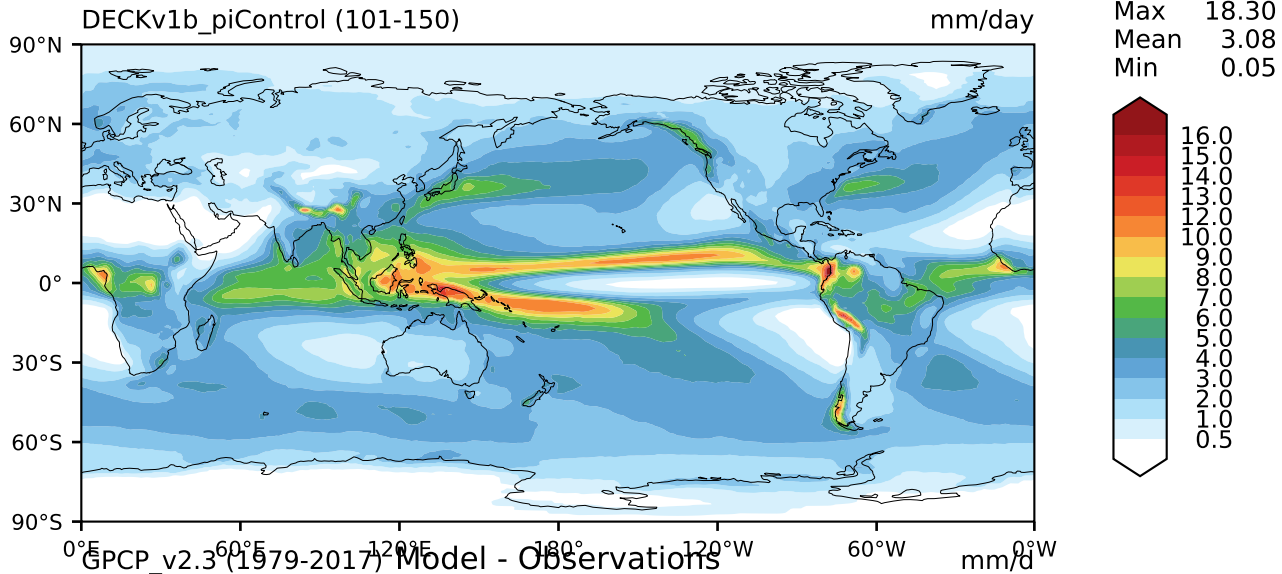 DECKv1b_piControl (101-150) mm/day
Max 18.30
Mean 3.08
Min 0.05
90°N
60°N
30°N
0°
30°S
60°S
90°S
16.0
15.0
14.0
13.0
12.0
10.0
9.0
8.0
7.0
6.0
5.0
4.0
3.0
2.0
1.0
0.5
0°E 60°E 120°E 180° 120°W 60°W 0°W
GPCP_v2.3 (1979-2017) Model - Observations mm/d